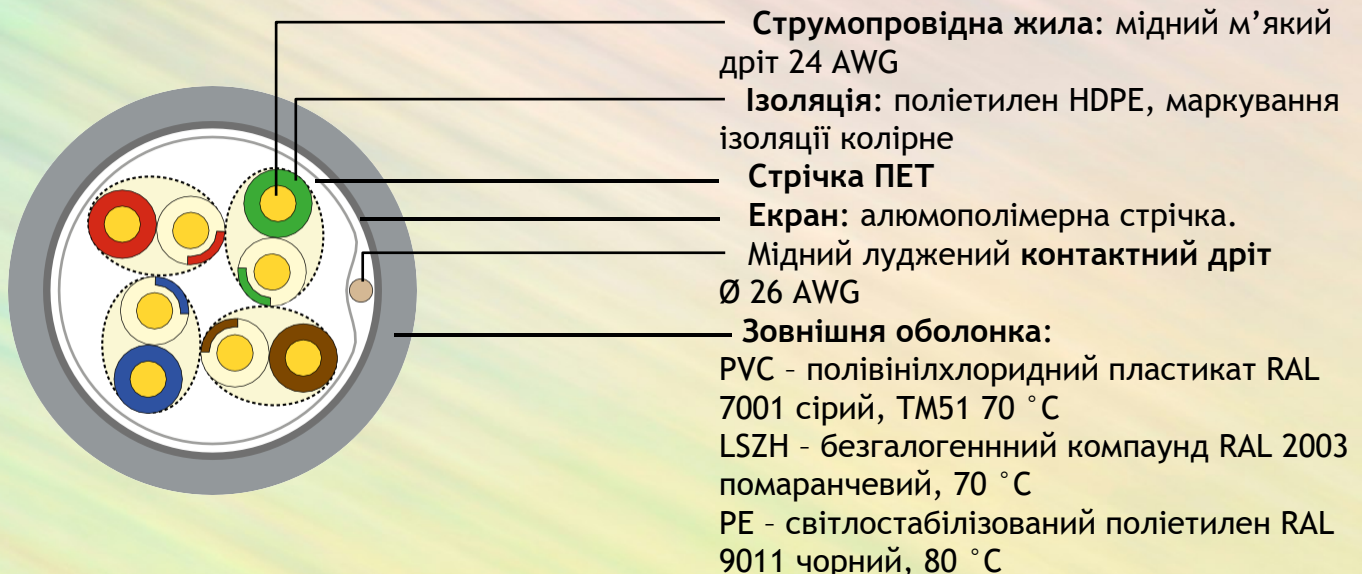 Струмопровідна жила: мідний м’який
дріт 24 AWG
Ізоляція: поліетилен HDPE, маркування
ізоляції колірне
Стрічка ПЕТ
Екран: алюмополімерна стрічка.
Мідний луджений контактний дріт
Ø 26 AWG
Зовнішня оболонка:
PVC – полівінілхлоридний пластикат RAL
7001 сірий, ТМ51 70 °С
LSZH – безгалогеннний компаунд RAL 2003
помаранчевий, 70 °С
PE – світлостабілізований поліетилен RAL
9011 чорний, 80 °С